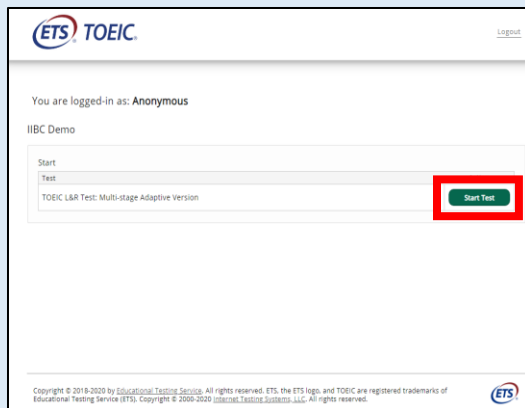 ETS® TOEIC®
Logout
You are logged-in as: Anonymous
IIBC Demo
Start
Test
TOEIC L&R Test: Multi-stage Adaptive Version
Start Test
Copyright © 2018-2020 by Educational Testing Service. All rights reserved. ETS, the ETS logo, and TOEIC are registered trademarks of
Educational Testing Service (ETS). Copyright © 2000-2020 Internet Testing Systems, LLC. All rights reserved.
ETS®